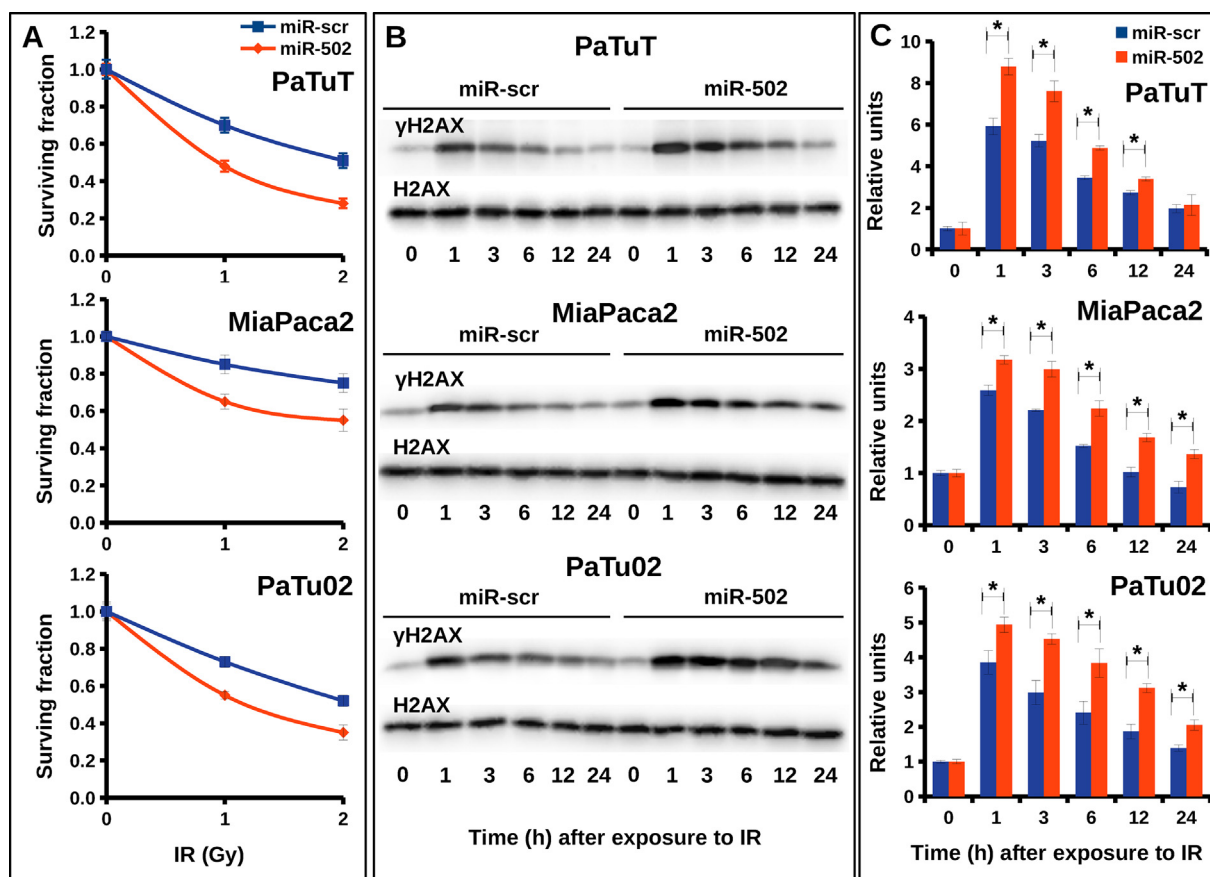 A
miR-scr
miR-502
PaTuT
Surviving fraction
1.2
1.0
0.8
0.6
0.4
0.2
0.0
0 1 2
MiaPaca2
Surving fraction
1.2
1.0
0.8
0.6
0.4
0.2
0.0
0 1 2
PaTu02
Surving fraction
1.2
1.0
0.8
0.6
0.4
0.2
0.0
0 1 2
IR (Gy)
B
PaTuT
miR-scr miR-502
γH2AX
H2AX
0 1 3 6 12 24 0 1 3 6 12 24
MiaPaca2
miR-scr miR-502
γH2AX
H2AX
0 1 3 6 12 24 0 1 3 6 12 24
PaTu02
miR-scr miR-502
γH2AX
H2AX
0 1 3 6 12 24 0 1 3 6 12 24
Time (h) after exposure to IR
C
miR-scr
miR-502
PaTuT
Relative units
10
8
6
4
2
0
* * * *
0 1 3 6 12 24
MiaPaca2
Relative units
4
3
2
1
0
* * * * *
0 1 3 6 12 24
PaTu02
Relative units
6
5
4
3
2
1
0
* * * * *
0 1 3 6 12 24
Time (h) after exposure to IR